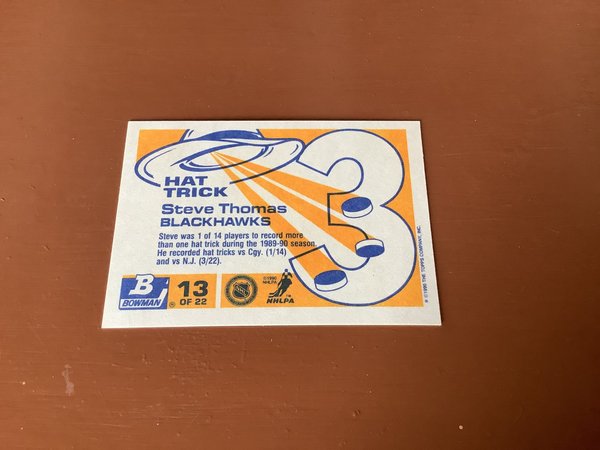 HAT
TRICK
3
Steve Thomas
BLACKHAWKS
Steve was 1 of 14 players to record more
than one hat trick during the 1989-90 season.
He recorded hat tricks vs Cgy. (1/14)
and vs N.J. (3/22).
B
BOWMAN
13
OF 22
©1990
NHLPA
NHLPA
® ©1990 THE TOPPS COMPANY, INC.